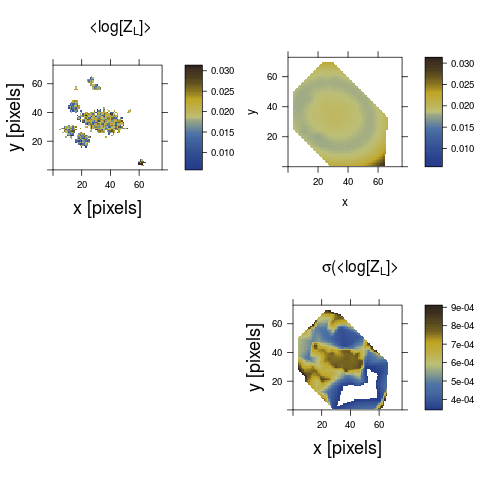 <log[Z_L]>
60
40
20
20 40 60
x [pixels]
y [pixels]
0.030
0.025
0.020
0.015
0.010
60
40
20
0
20 40 60
x
y
0.030
0.025
0.020
0.015
0.010
σ(<log[Z_L]>
60
40
20
20 40 60
x [pixels]
y [pixels]
9e-04
8e-04
7e-04
6e-04
5e-04
4e-04